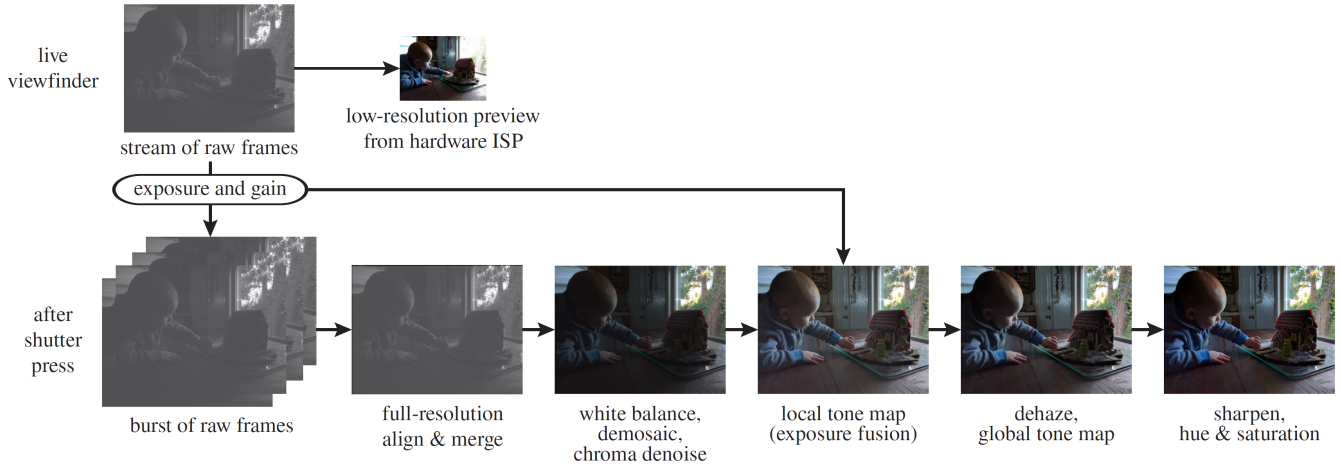 live
viewfinder
stream of raw frames
low-resolution preview
from hardware ISP
exposure and gain
after
shutter
press
burst of raw frames
full-resolution
align & merge
white balance,
demosaic,
chroma denoise
local tone map
(exposure fusion)
dehaze,
global tone map
sharpen,
hue & saturation